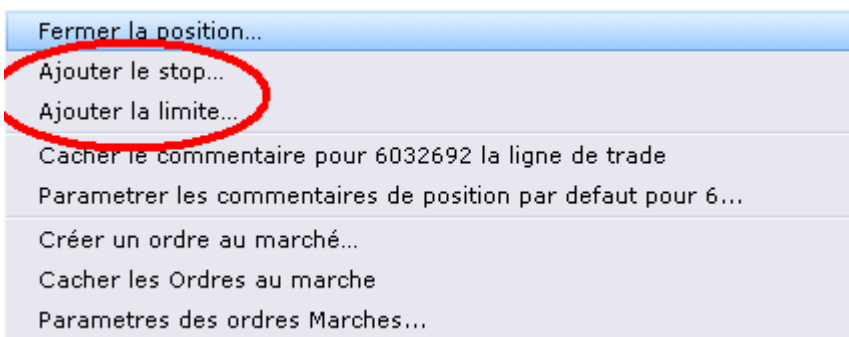 Fermer la position...
Ajouter le stop...
Ajouter la limite...
Cacher le commentaire pour 6032692 la ligne de trade
Parametrer les commentaires de position par defaut pour 6...
Créer un ordre au marché...
Cacher les Ordres au marche
Parametres des ordres Marches...